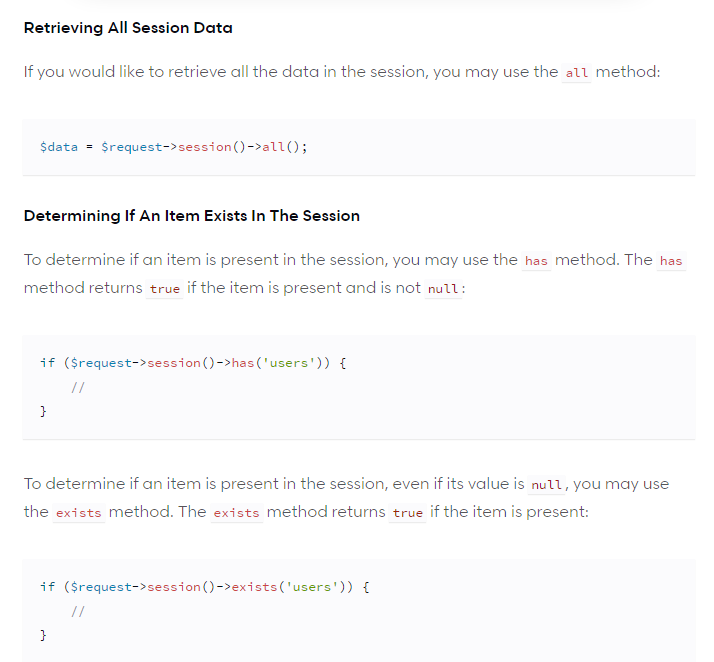 Retrieving All Session Data
If you would like to retrieve all the data in the session, you may use the all method:
$data = $request->session()->all();
Determining If An Item Exists In The Session
To determine if an item is present in the session, you may use the has method. The has
method returns true if the item is present and is not null:
if ($request->session()->has('users')) {
    //
}
To determine if an item is present in the session, even if its value is null, you may use
the exists method. The exists method returns true if the item is present:
if ($request->session()->exists('users')) {
    //
}